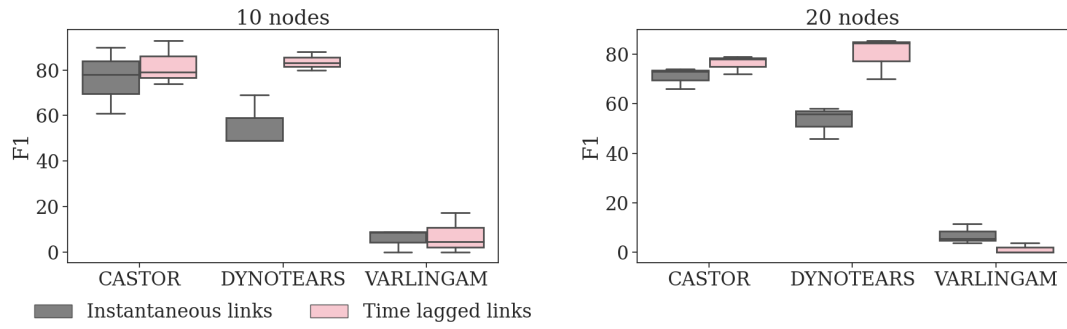 10 nodes
F1
80
60
40
20
0
CASTOR DYNOTEARS VARLINGAM
20 nodes
F1
80
60
40
20
0
CASTOR DYNOTEARS VARLINGAM
Instantaneous links Time lagged links